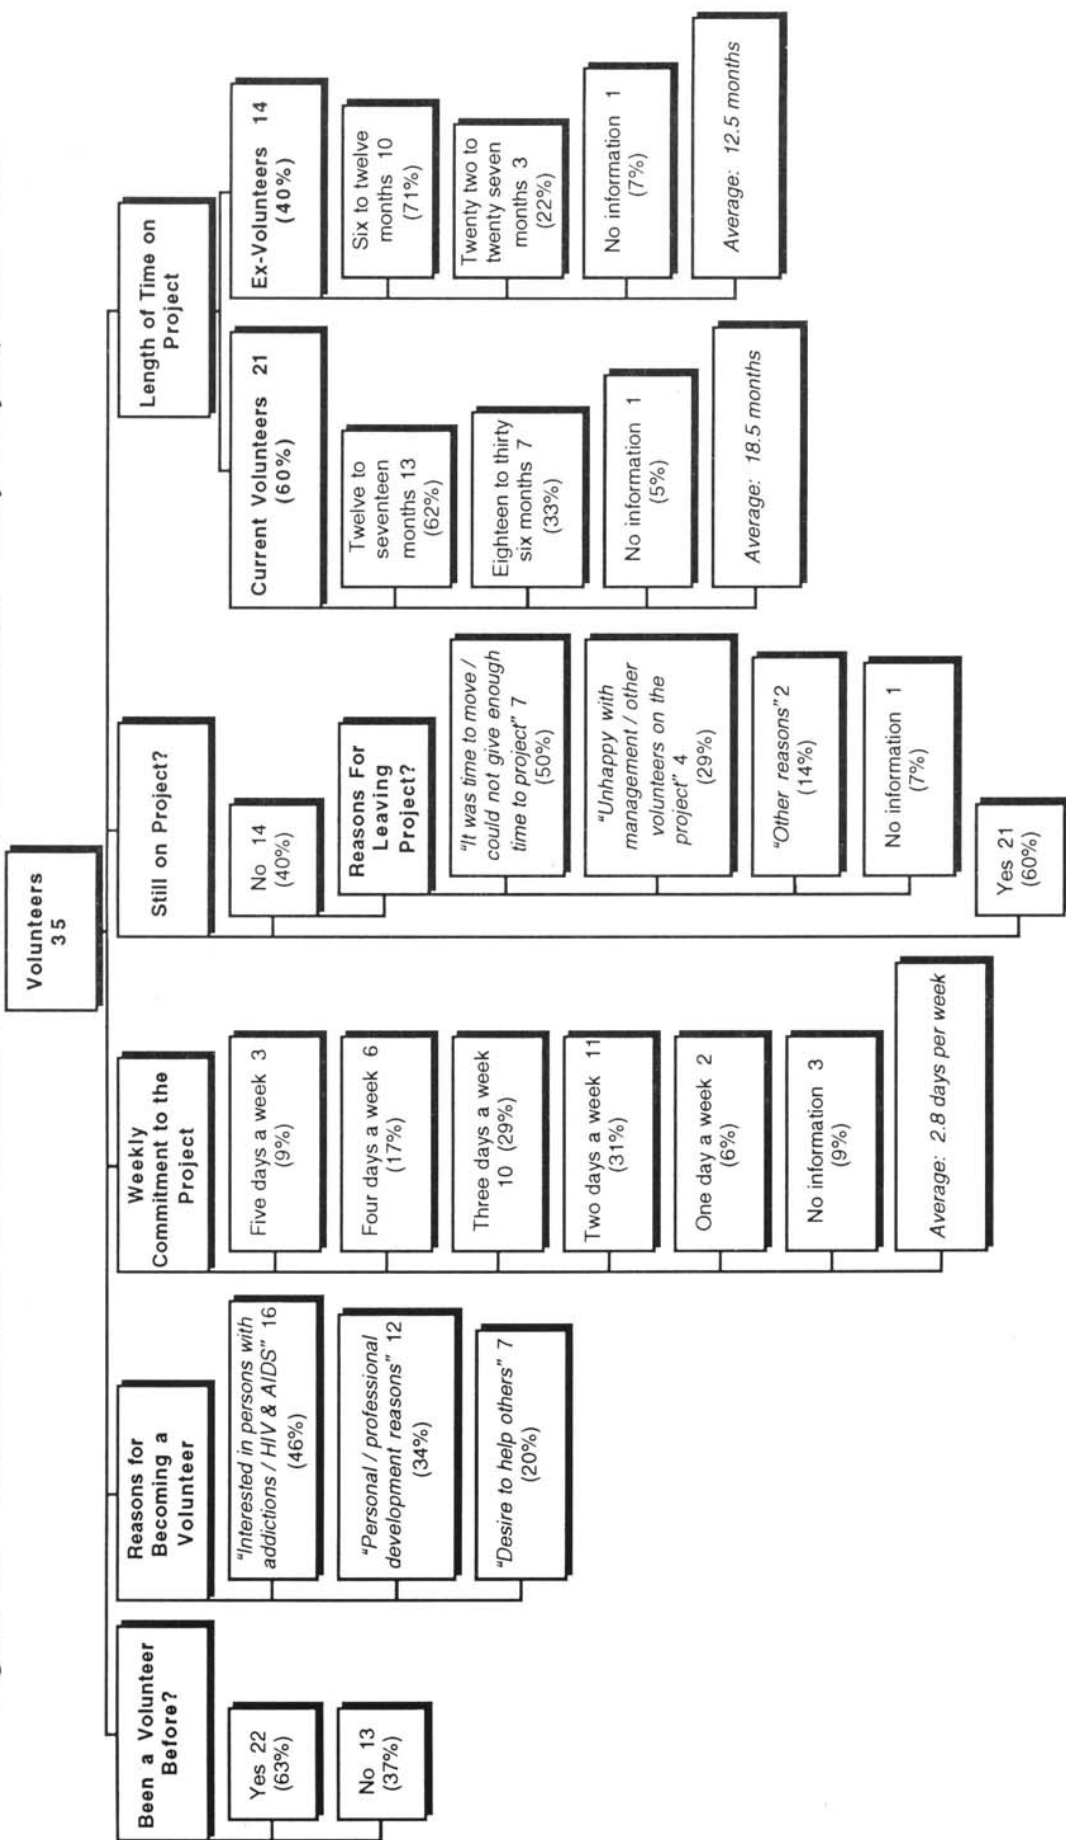 Volunteers
35
Been a Volunteer
Before?
Yes 22
(63%)
No 13
(37%)
Reasons for
Becoming a
Volunteer
"Interested in persons with
addictions / HIV & AIDS" 16
(46%)
"Personal / professional
development reasons" 12
(34%)
"Desire to help others" 7
(20%)
Weekly
Commitment to the
Project
Five days a week 3
(9%)
Four days a week 6
(17%)
Three days a week
10 (29%)
Two days a week 11
(31%)
One day a week 2
(6%)
No information 3
(9%)
Average: 2.8 days per week
Still on Project?
No 14
(40%)
Reasons For
Leaving
Project?
"It was time to move /
could not give enough
time to project" 7
(50%)
"Unhappy with
management / other
volunteers on the
project" 4
(29%)
"Other reasons" 2
(14%)
No information 1
(7%)
Yes 21
(60%)
Length of Time on
Project
Current Volunteers 21
(60%)
Twelve to
seventeen
months 13
(62%)
Eighteen to thirty
six months 7
(33%)
No information 1
(5%)
Average: 18.5 months
Ex-Volunteers 14
(40%)
Six to twelve
months 10
(71%)
Twenty two to
twenty seven
months 3
(22%)
No information 1
(7%)
Average: 12.5 months